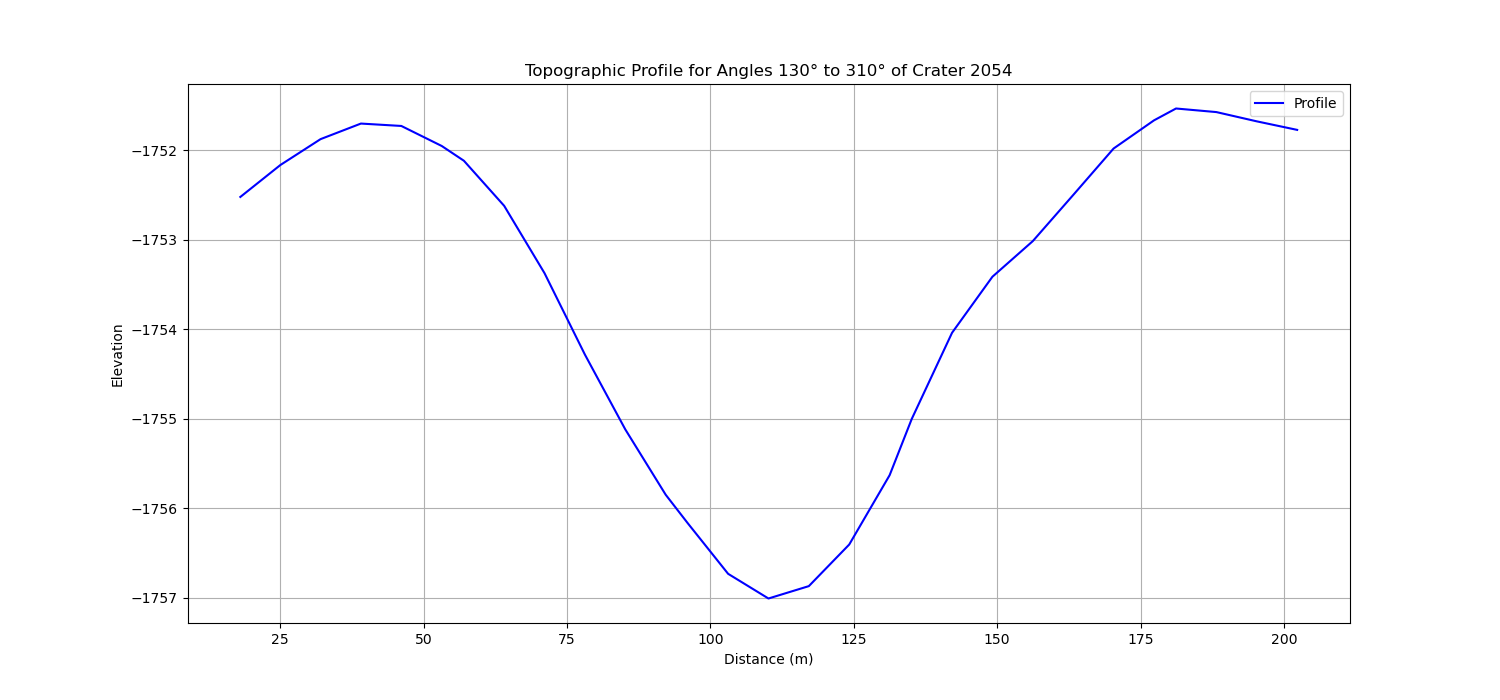 Topographic Profile for Angles 130° to 310° of Crater 2054
Profile
−1752
−1753
−1754
−1755
−1756
−1757
Elevation
25 50 75 100 125 150 175 200
Distance (m)